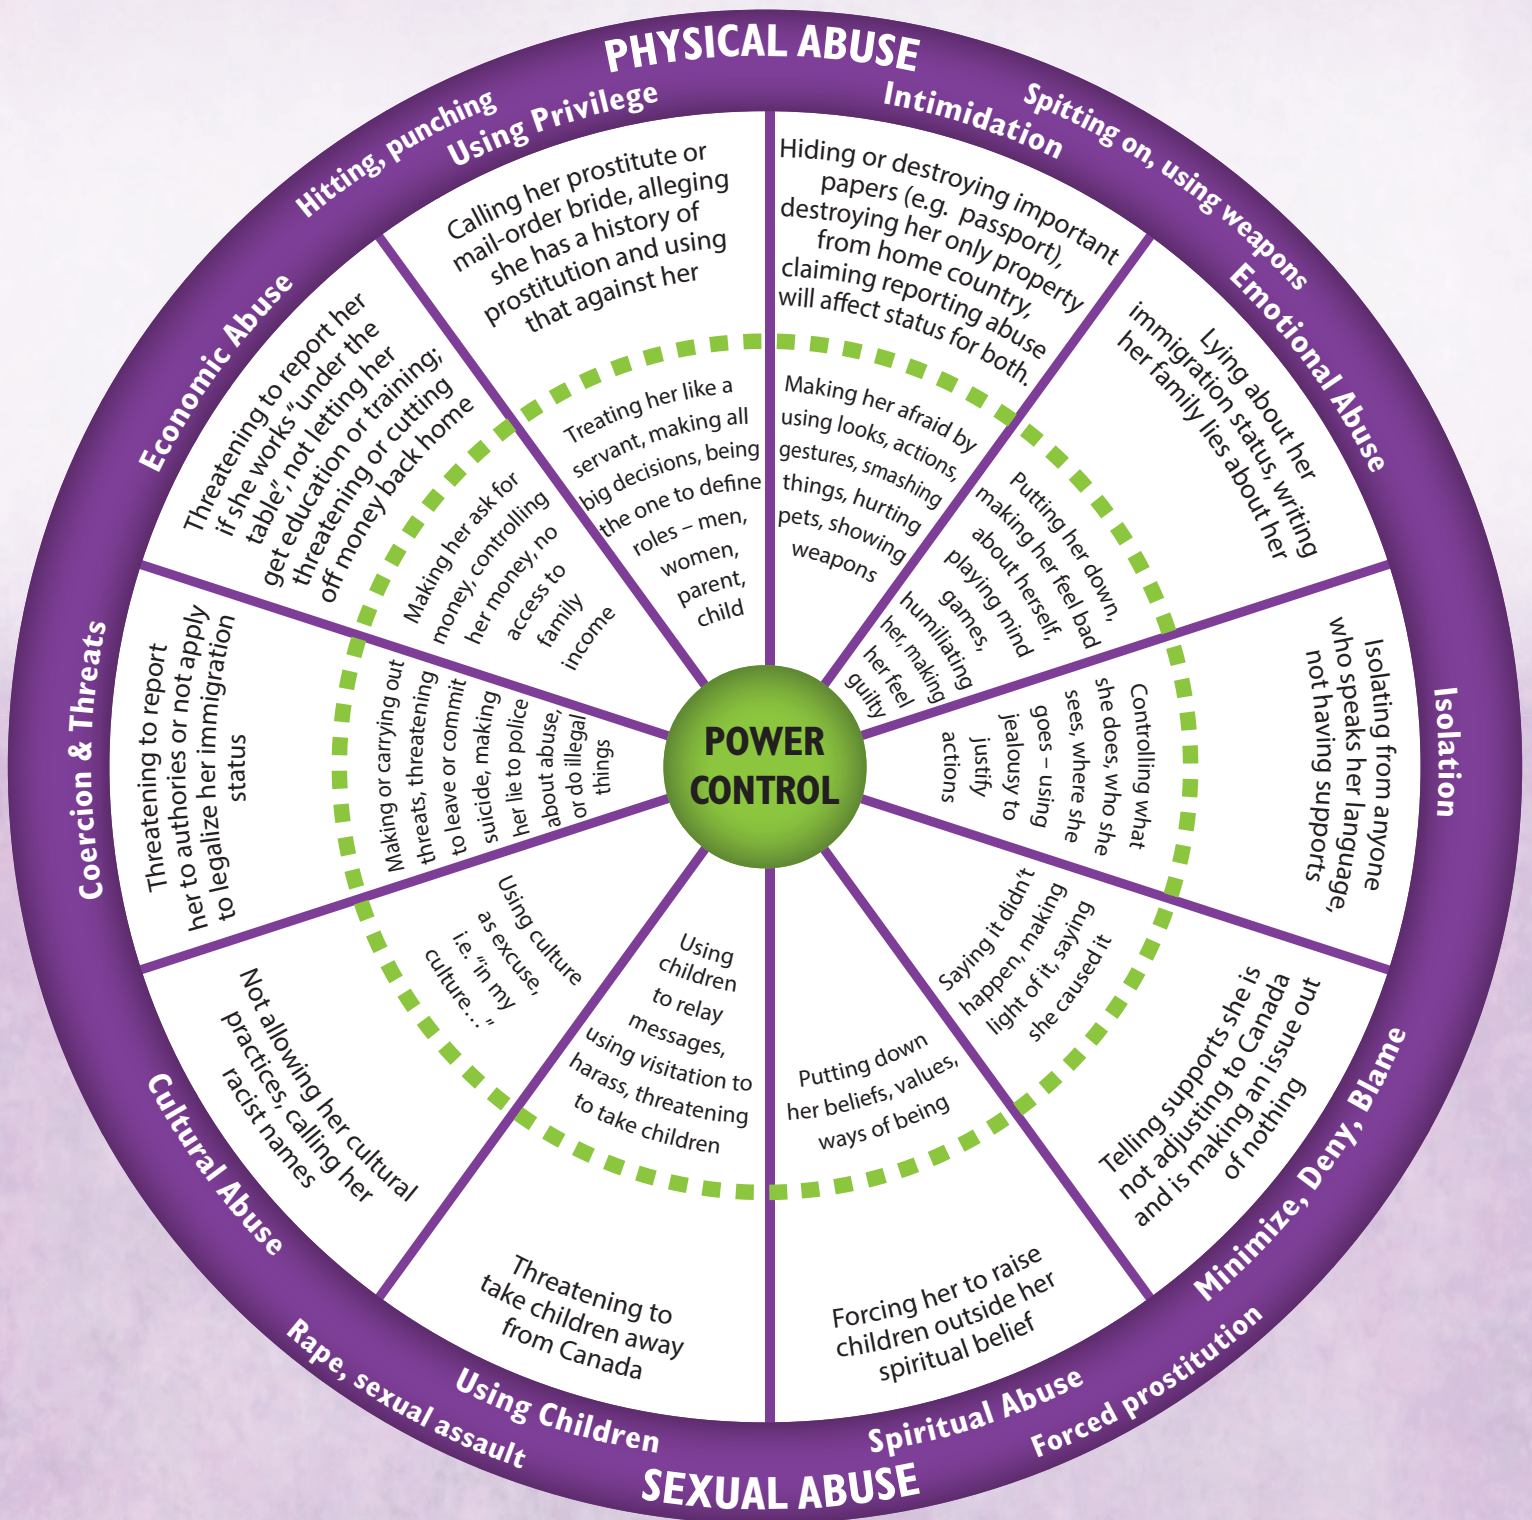 PHYSICAL ABUSE
Hitting, punching
Spitting on, using weapons
Using Privilege
Calling her prostitute or
mail-order bride, alleging
she has a history of
prostitution and using
that against her
Treating her like a
servant, making all
big decisions, being
the one to define
roles – men,
women,
parent,
child
Intimidation
Hiding or destroying important
papers (e.g. passport),
destroying her only property
from home country,
claiming reporting abuse
will affect status for both.
Making her afraid by
using looks, actions,
gestures, smashing
things, hurting
pets, showing
weapons
Emotional Abuse
Lying about her
immigration status, writing
her family lies about her
Putting her down,
making her feel bad
about herself,
playing mind
games,
humiliating
her, making
her feel
guilty
Isolation
Isolating from anyone
who speaks her language,
not having supports
Controlling what
she does, who she
sees, where she
goes – using
jealousy to
justify
actions
Minimize, Deny, Blame
Saying it didn't
happen, making
light of it, saying
she caused it
Telling supports she is
not adjusting to Canada
and is making an issue out
of nothing
Spiritual Abuse
Putting down
her beliefs, values,
ways of being
Forcing her to raise
children outside her
spiritual belief
Using Children
Using
children
to relay
messages,
using visitation to
harass, threatening
to take children
Threatening to
take children away
from Canada
Cultural Abuse
Using culture
as excuse,
i.e. “in my
culture…”
Not allowing her cultural
practices, calling her
racist names
Coercion & Threats
Threatening to report
her to authories or not apply
to legalize her immigration
status
Making or carrying out
threats, threatening
to leave or commit
suicide, making
her lie to police
about abuse,
or do illegal
things
Economic Abuse
Threatening to report her
if she works “under the
table”, not letting her
get education or training;
threatening or cutting
off money back home
Making her ask for
money, controlling
her money, no
access to
family
income
POWER
CONTROL
Rape, sexual assault
Forced prostitution
SEXUAL ABUSE